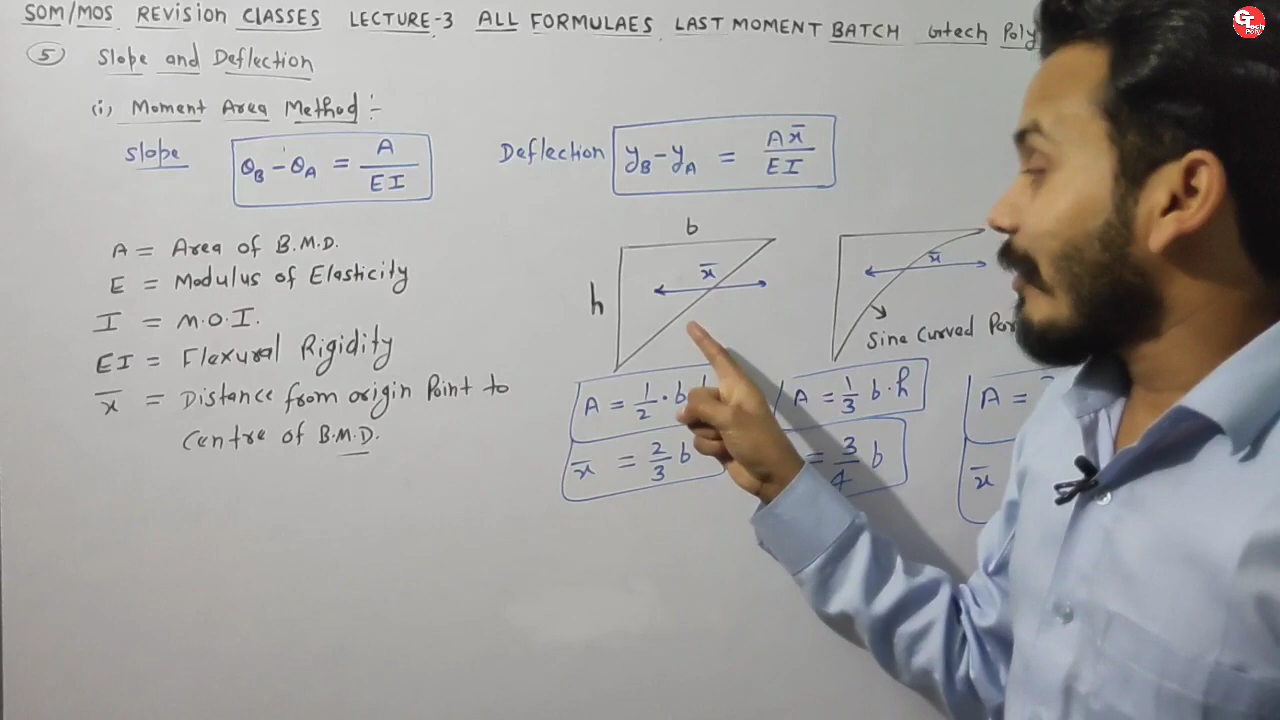 SOM/MOS REVISION CLASSES LECTURE-3 ALL FORMULAES LAST MOMENT BATCH Gtech Poly
GT
POLY
5 Slope and Deflection
(i) Moment Area Method :-
Slope θB - θA = A / EI
Deflection yB - yA = Ax̄ / EI
A = Area of B.M.D.
E = Modulus of Elasticity
I = M.O.I.
EI = Flexural Rigidity
x̄ = Distance from origin Point to
Centre of B.M.D.
b
h
x̄
x̄
Sine Curved
A = 1/2 · b
x̄ = 2/3 b
A = 1/3 b · h
= 3/4 b
A =
x̄